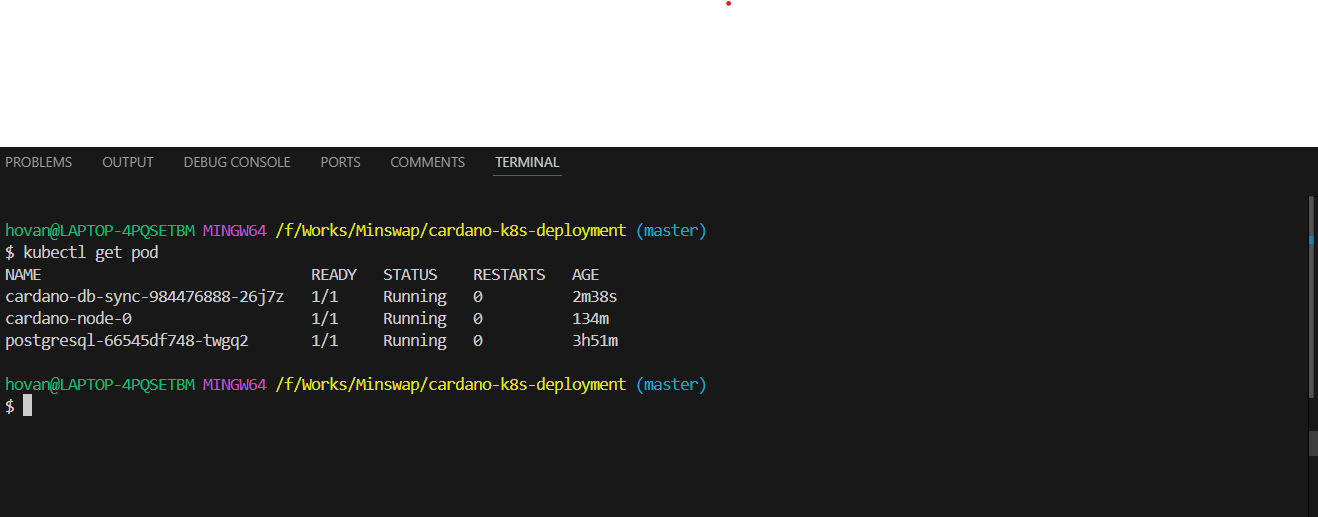 PROBLEMS OUTPUT DEBUG CONSOLE PORTS COMMENTS TERMINAL
hovan@LAPTOP-4PQSETBM MINGW64 /f/Works/Minswap/cardano-k8s-deployment (master)
$ kubectl get pod
NAME READY STATUS RESTARTS AGE
cardano-db-sync-984476888-26j7z 1/1 Running 0 2m38s
cardano-node-0 1/1 Running 0 134m
postgresql-66545df748-twgq2 1/1 Running 0 3h51m
hovan@LAPTOP-4PQSETBM MINGW64 /f/Works/Minswap/cardano-k8s-deployment (master)
$